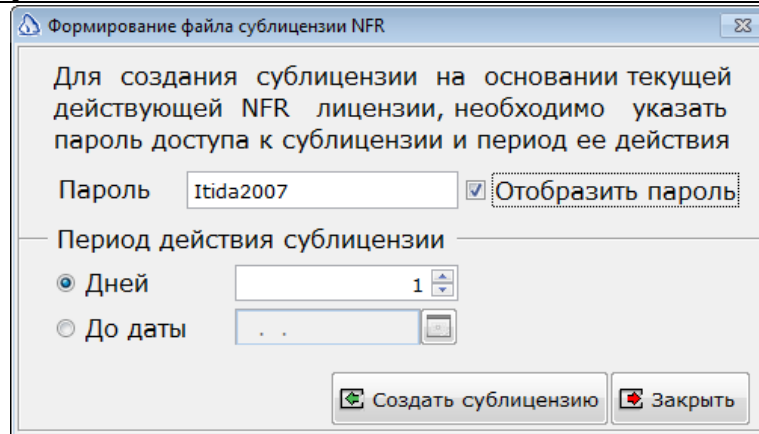 Формирование файла сублицензии NFR
Для создания сублицензии на основании текущей
действующей NFR лицензии, необходимо указать
пароль доступа к сублицензии и период ее действия
Пароль Itida2007 Отобразить пароль
Период действия сублицензии
Дней 1
До даты . .
Создать сублицензию Закрыть